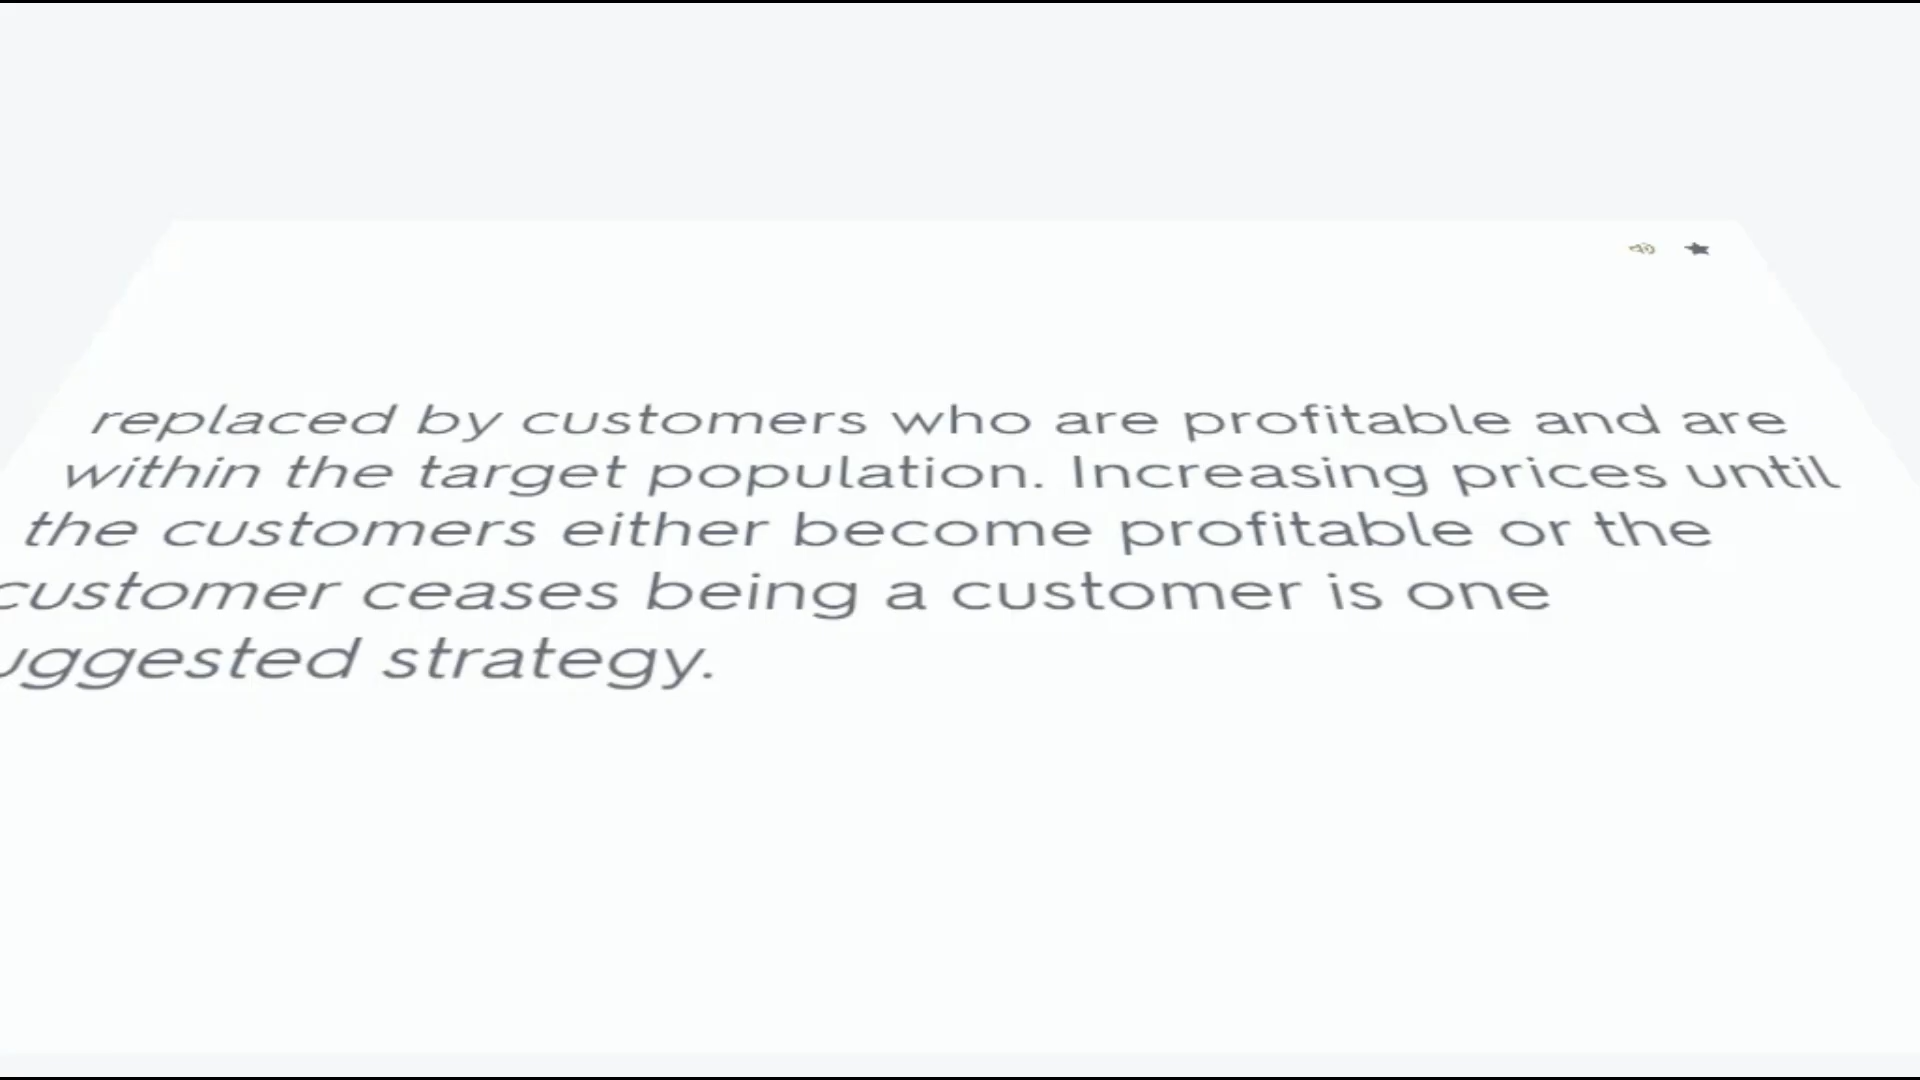 replaced by customers who are profitable and are
within the target population. Increasing prices until
the customers either become profitable or the
customer ceases being a customer is one
uggested strategy.